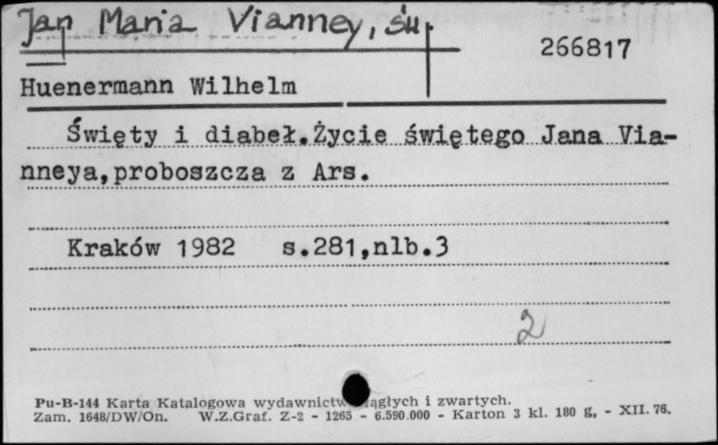 Jan Maria Vianney, św.
266817
Huenermann Wilhelm
Święty i diabeł.Życie świętego Jana Via-
nneya,proboszcza z Ars.
Kraków 1982 s.281,nlb.3
2
Pu-B-144 Karta Katalogowa wydawnictw i zwartych.
Zam. 1648/DW/On. W.Z.Graf. Z-2 - 1265 - 6.590.000 - Karton 3 kl. 180 g, - XII. 76.